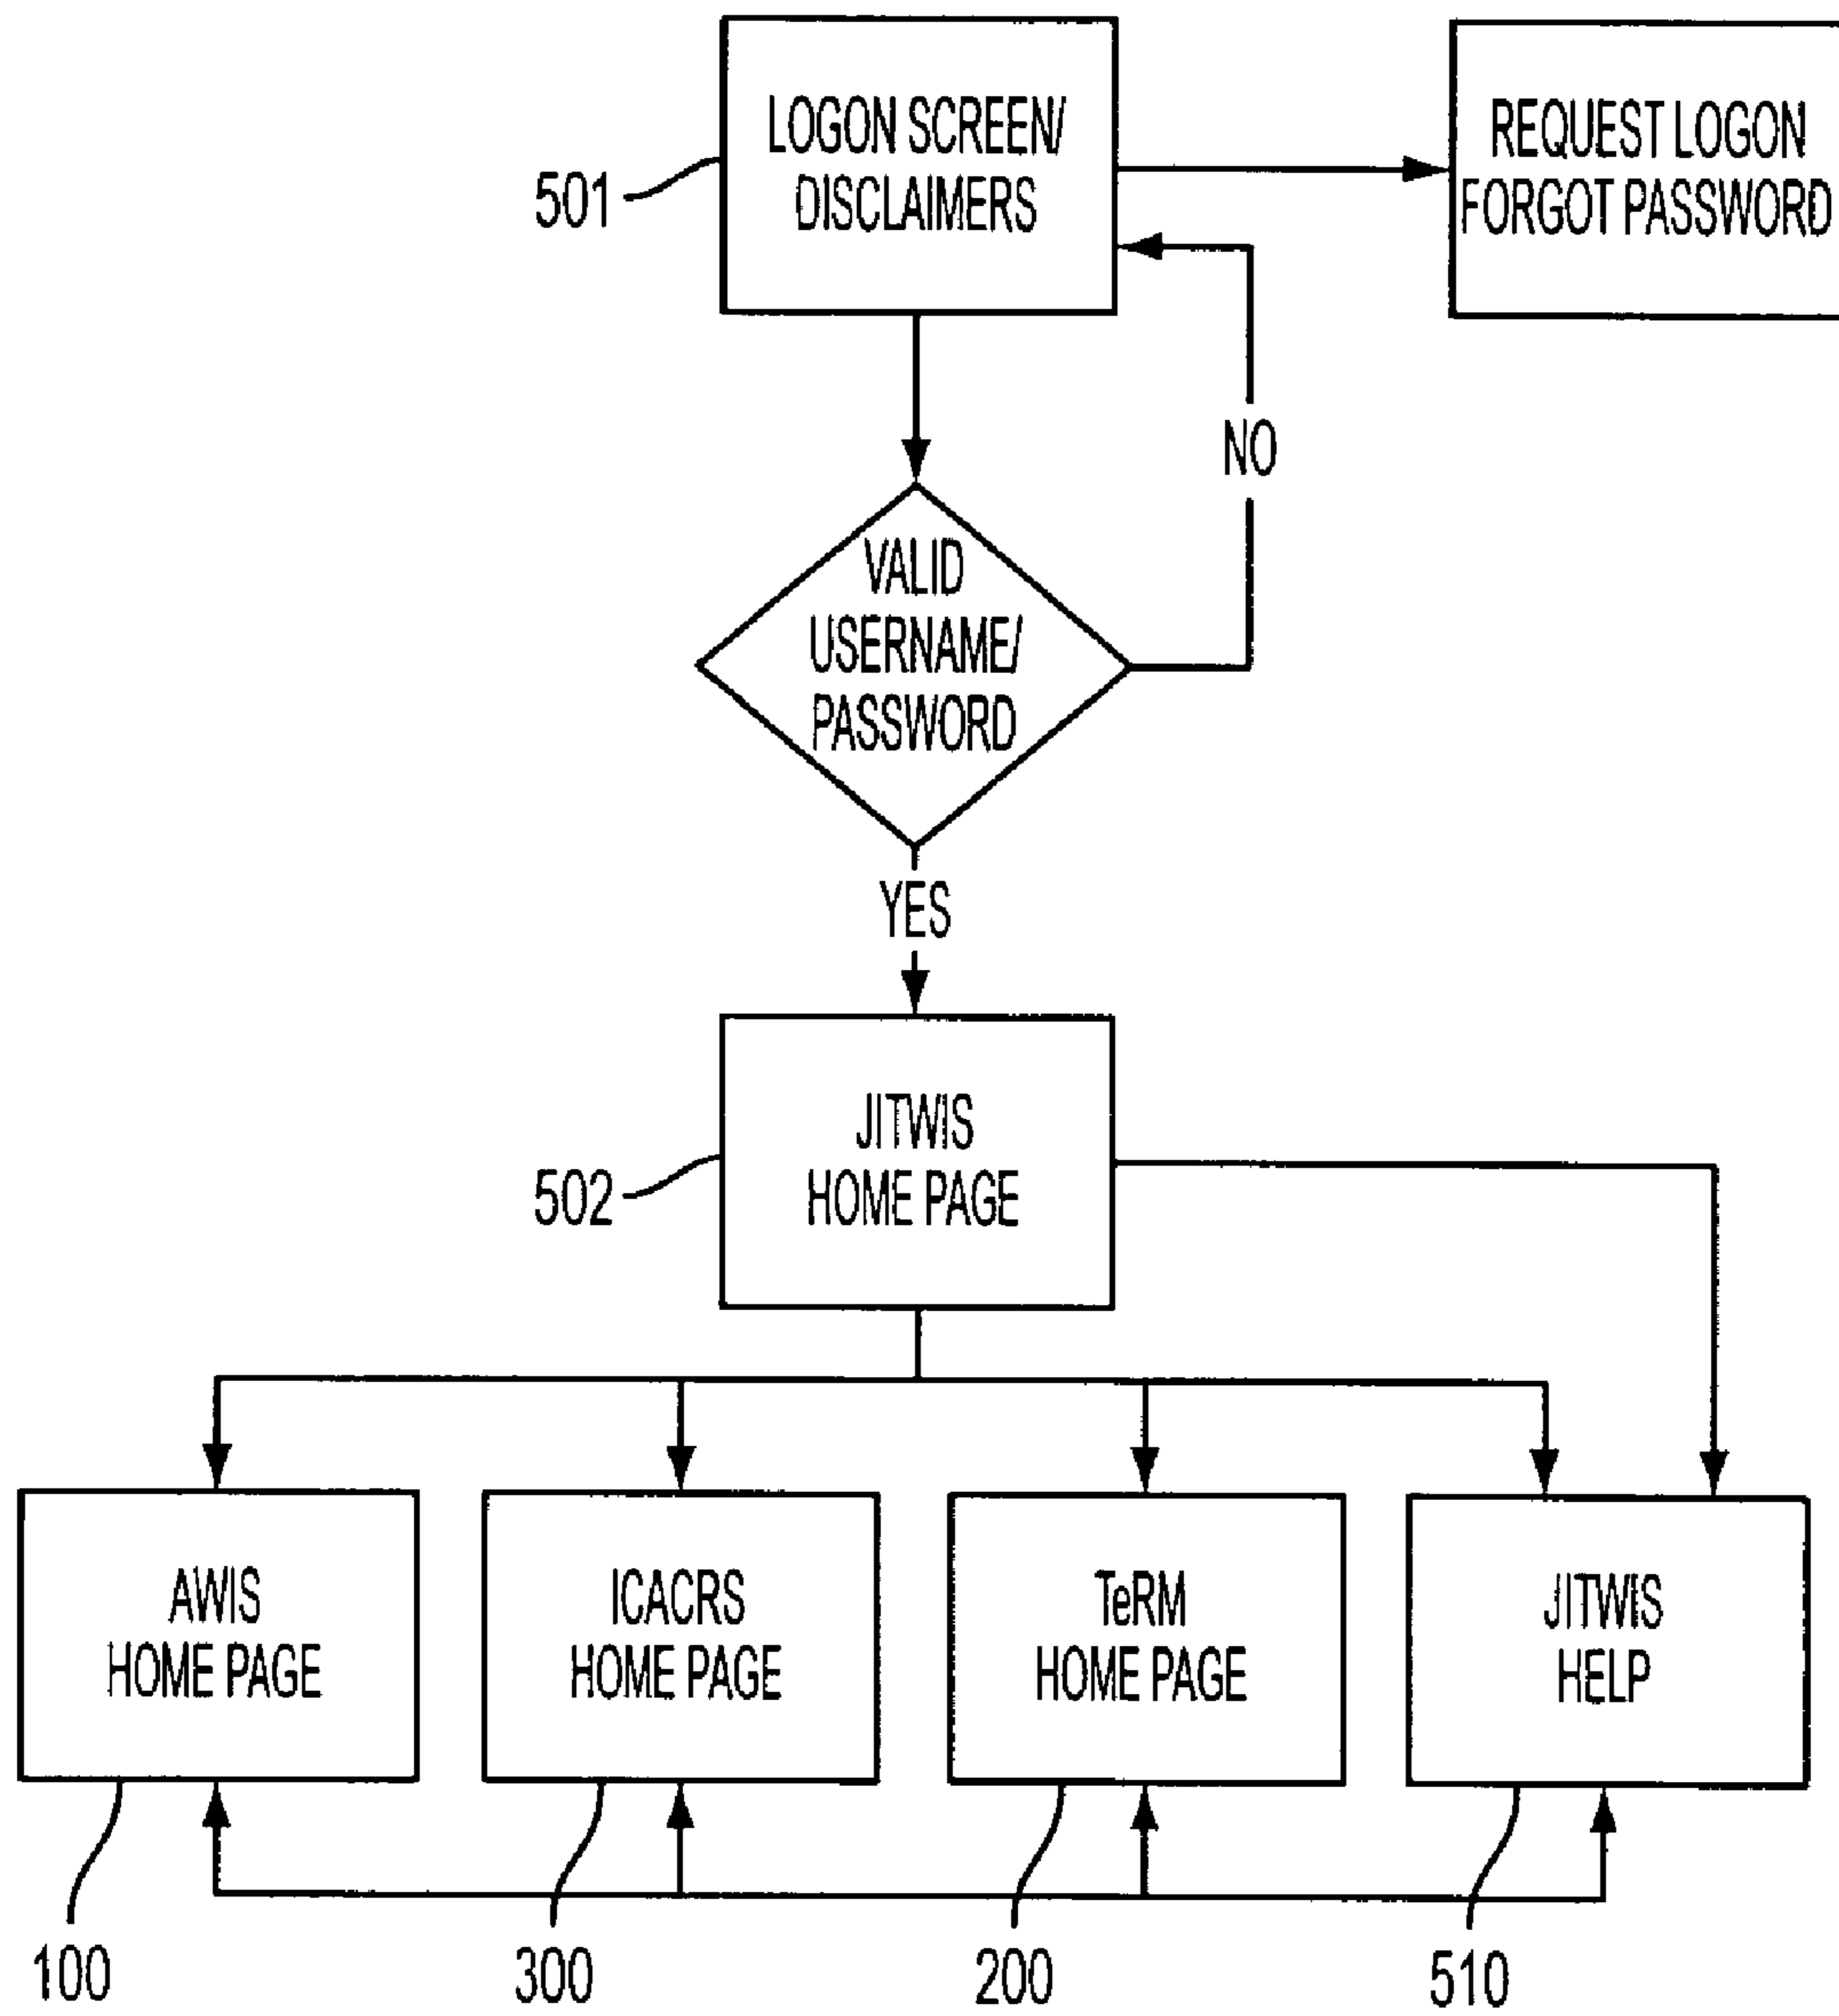 LOGON SCREEN/
DISCLAIMERS
REQUEST LOGON
FORGOT PASSWORD
501
NO
VALID
USERNAME/
PASSWORD
YES
JITWIS
HOME PAGE
502
AWIS
HOME PAGE
ICACRS
HOME PAGE
TeRM
HOME PAGE
JITWIS
HELP
100
300
200
510